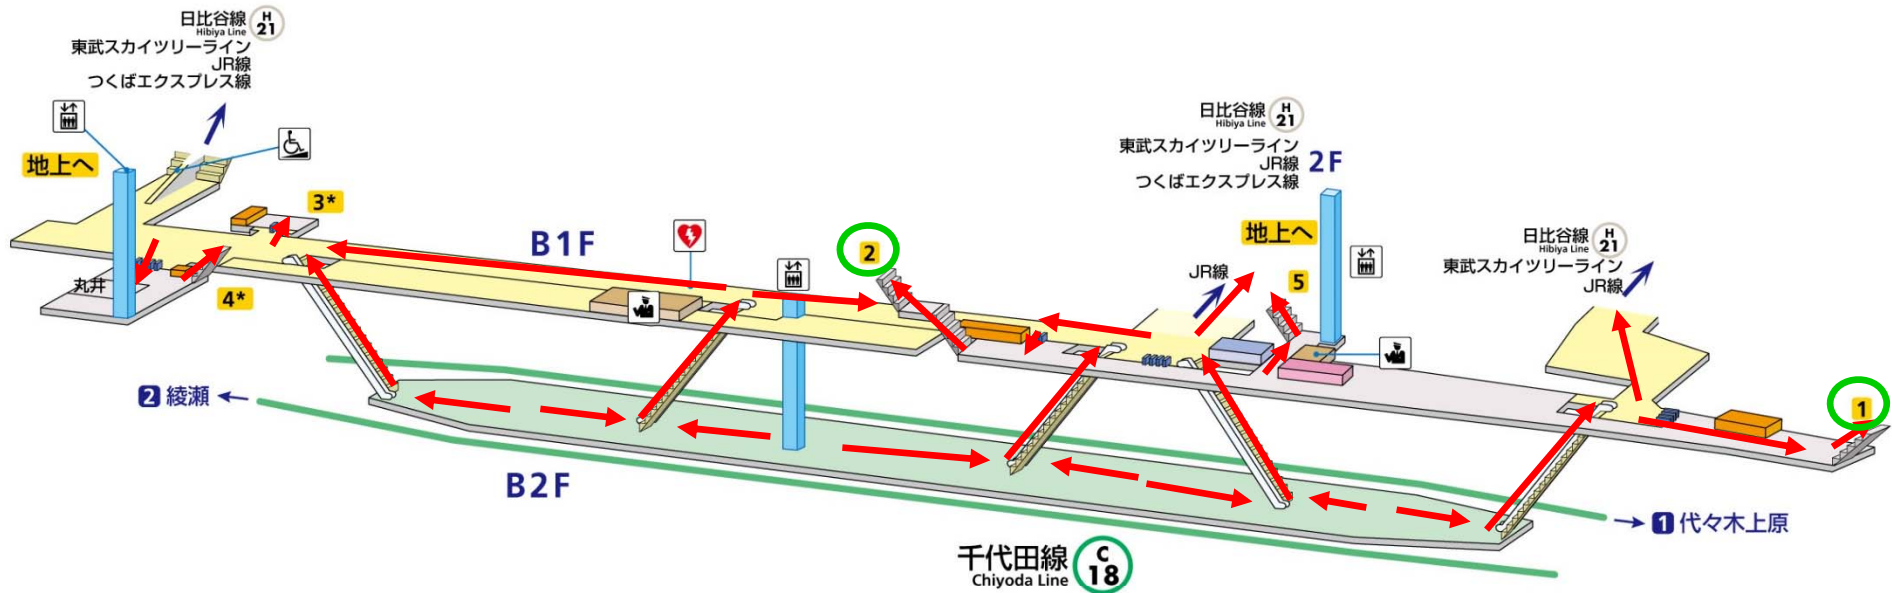 日比谷線 H 21
Hibiya Line
東武スカイツリーライン
JR線
つくばエクスプレス線
地上へ
3*
丸井
4*
B1F
2
日比谷線 H 21
Hibiya Line
東武スカイツリーライン
JR線
つくばエクスプレス線
2F
地上へ
JR線
5
日比谷線 H 21
Hibiya Line
東武スカイツリーライン
JR線
1
2 綾瀬
B2F
1 代々木上原
千代田線 C 18
Chiyoda Line